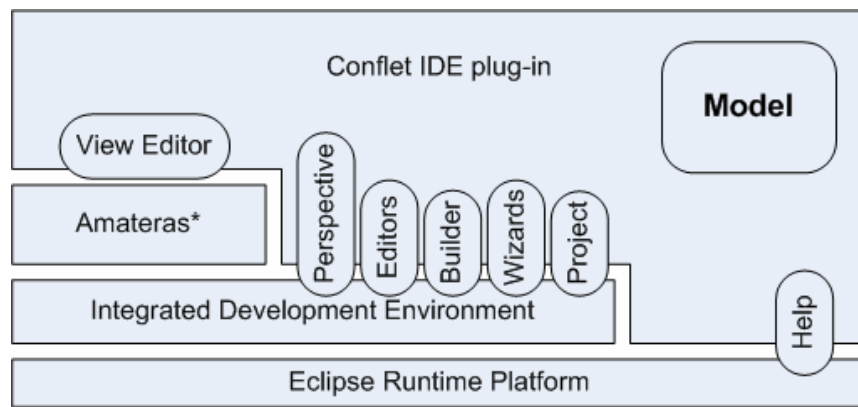 Conflet IDE plug-in
Model
View Editor
Perspective
Editors
Builder
Wizards
Project
Amateras*
Integrated Development Environment
Help
Eclipse Runtime Platform